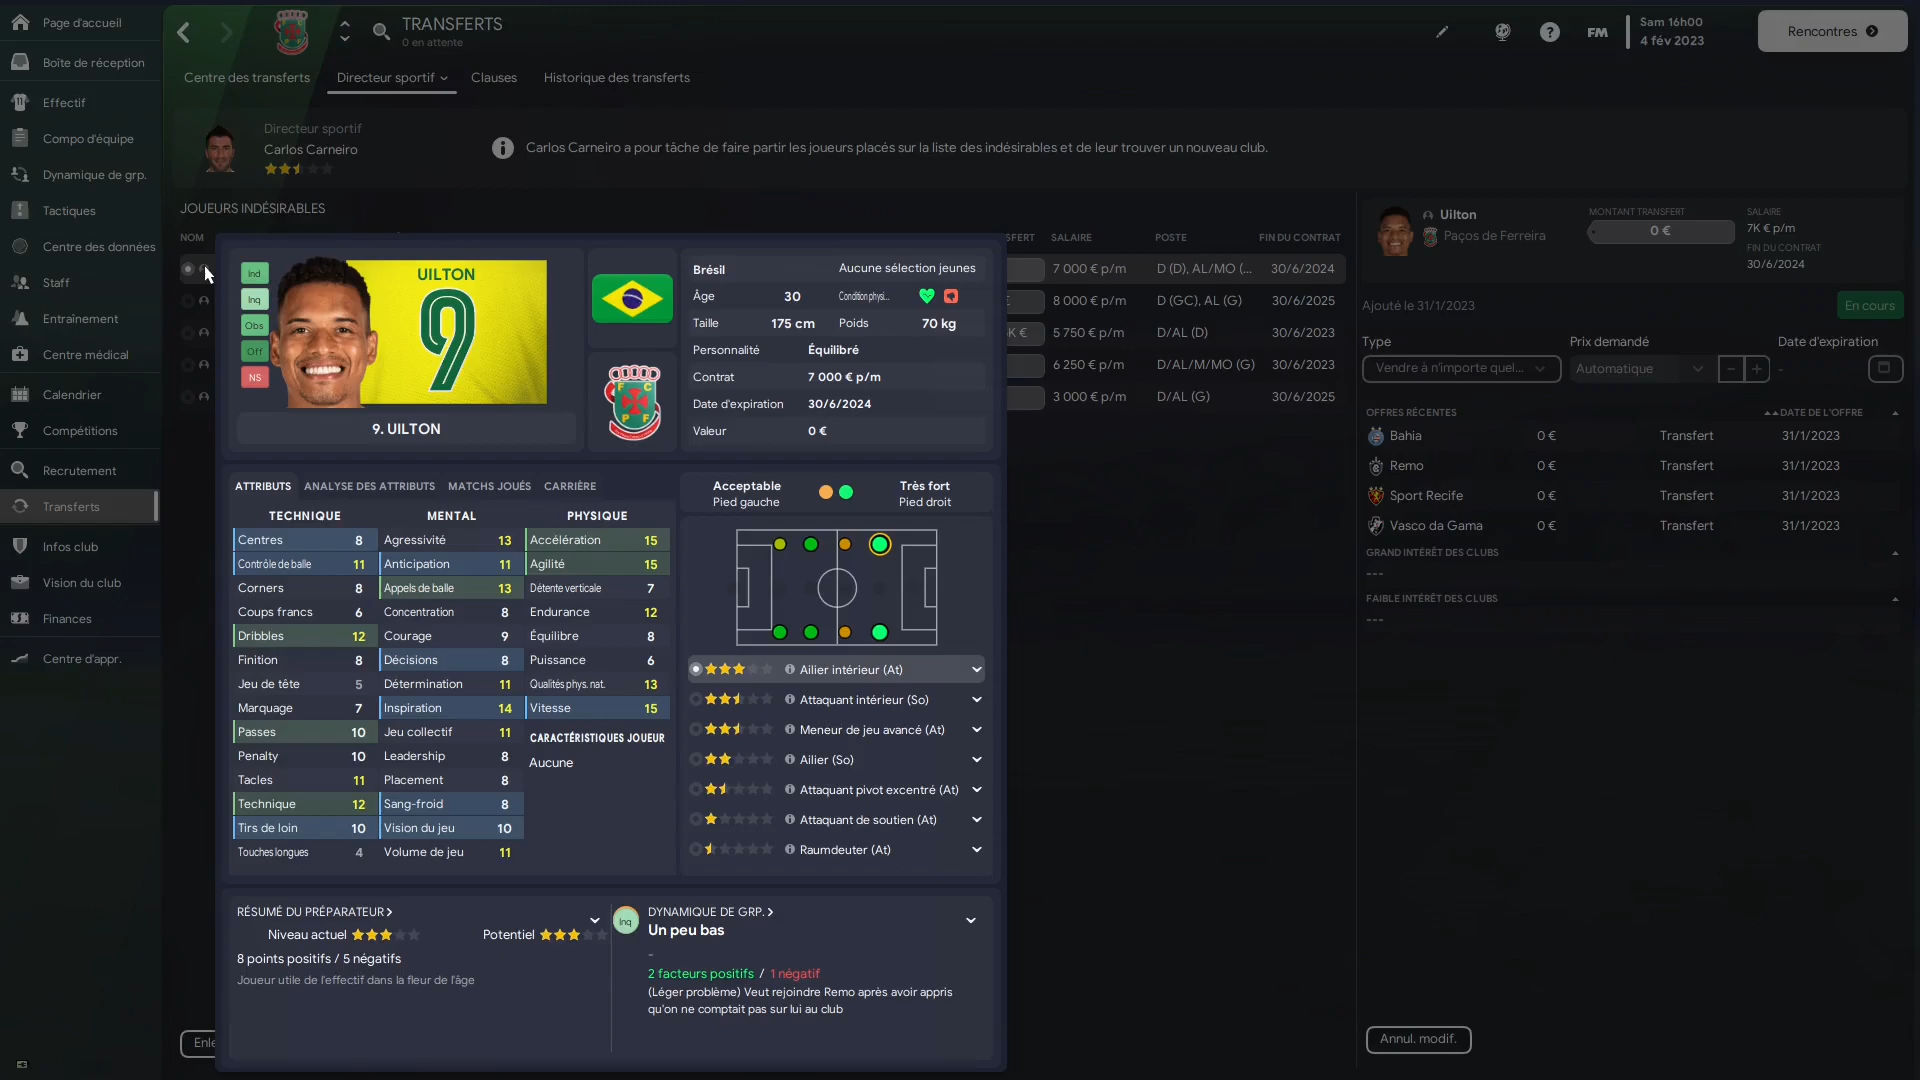 Page d'accueil
Boîte de réception
Effectif
Compo d'équipe
Dynamique de grp.
Tactiques
Centre des données
Staff
Entraînement
Centre médical
Calendrier
Compétitions
Recrutement
Transferts
Infos club
Vision du club
Finances
Centre d'appr.
TRANSFERTS
0 en attente
FM
Sam 16h00
4 fév 2023
Rencontres
Centre des transferts
Directeur sportif
Clauses
Historique des transferts
Directeur sportif
Carlos Carneiro
Carlos Carneiro a pour tâche de faire partir les joueurs placés sur la liste des indésirables et de leur trouver un nouveau club.
JOUEURS INDÉSIRABLES
NOM
SFERT SALAIRE POSTE FIN DU CONTRAT
7 000 € p/m D (D), AL/MO (... 30/6/2024
€ 8 000 € p/m D (GC), AL (G) 30/6/2025
K € 5 750 € p/m D/AL (D) 30/6/2023
6 250 € p/m D/AL/M/MO (G) 30/6/2023
3 000 € p/m D/AL (G) 30/6/2025
Ind
Inq
Obs
Off
NS
UILTON
9
9. UILTON
FC
PF
Brésil Aucune sélection jeunes
Âge 30 Condition physi...
Taille 175 cm Poids 70 kg
Personnalité Équilibré
Contrat 7 000 € p/m
Date d'expiration 30/6/2024
Valeur 0 €
ATTRIBUTS ANALYSE DES ATTRIBUTS MATCHS JOUÉS CARRIÈRE
TECHNIQUE
Centres 8
Contrôle de balle 11
Corners 8
Coups francs 6
Dribbles 12
Finition 8
Jeu de tête 5
Marquage 7
Passes 10
Penalty 10
Tacles 11
Technique 12
Tirs de loin 10
Touches longues 4
MENTAL
Agressivité 13
Anticipation 11
Appels de balle 13
Concentration 8
Courage 9
Décisions 8
Détermination 11
Inspiration 14
Jeu collectif 11
Leadership 8
Placement 8
Sang-froid 8
Vision du jeu 10
Volume de jeu 11
PHYSIQUE
Accélération 15
Agilité 15
Détente verticale 7
Endurance 12
Équilibre 8
Puissance 6
Qualités phys. nat. 13
Vitesse 15
CARACTÉRISTIQUES JOUEUR
Aucune
Acceptable
Pied gauche
Très fort
Pied droit
Ailier intérieur (At)
Attaquant intérieur (So)
Meneur de jeu avancé (At)
Ailier (So)
Attaquant pivot excentré (At)
Attaquant de soutien (At)
Raumdeuter (At)
RÉSUMÉ DU PRÉPARATEUR
Niveau actuel
Potentiel
8 points positifs / 5 négatifs
Joueur utile de l'effectif dans la fleur de l'âge
Inq
DYNAMIQUE DE GRP.
Un peu bas
-
2 facteurs positifs / 1 négatif
(Léger problème) Veut rejoindre Remo après avoir appris
qu'on ne comptait pas sur lui au club
Enle
Uilton
Paços de Ferreira
MONTANT TRANSFERT
0 €
SALAIRE
7K € p/m
FIN DU CONTRAT
30/6/2024
Ajouté le 31/1/2023
En cours
Type Prix demandé Date d'expiration
Vendre à n'importe quel... Automatique -
OFFRES RÉCENTES DATE DE L'OFFRE
Bahia 0 € Transfert 31/1/2023
Remo 0 € Transfert 31/1/2023
Sport Recife 0 € Transfert 31/1/2023
Vasco da Gama 0 € Transfert 31/1/2023
GRAND INTÉRÊT DES CLUBS
---
FAIBLE INTÉRÊT DES CLUBS
---
Annul. modif.